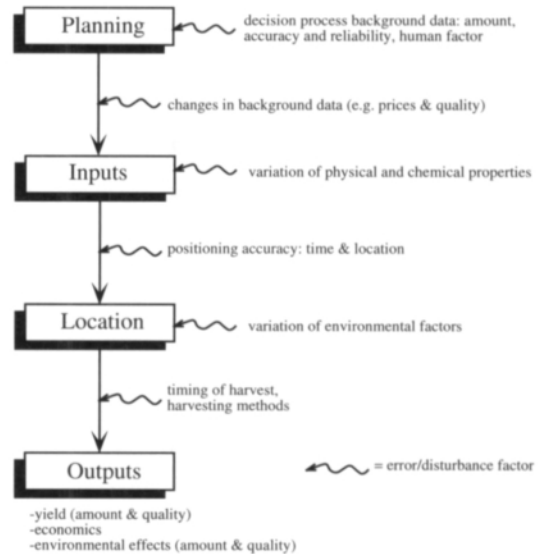 Planning
decision process background data: amount,
accuracy and reliability, human factor
changes in background data (e.g. prices & quality)
Inputs
variation of physical and chemical properties
positioning accuracy: time & location
Location
variation of environmental factors
timing of harvest,
harvesting methods
Outputs
= error/disturbance factor
-yield (amount & quality)
-economics
-environmental effects (amount & quality)